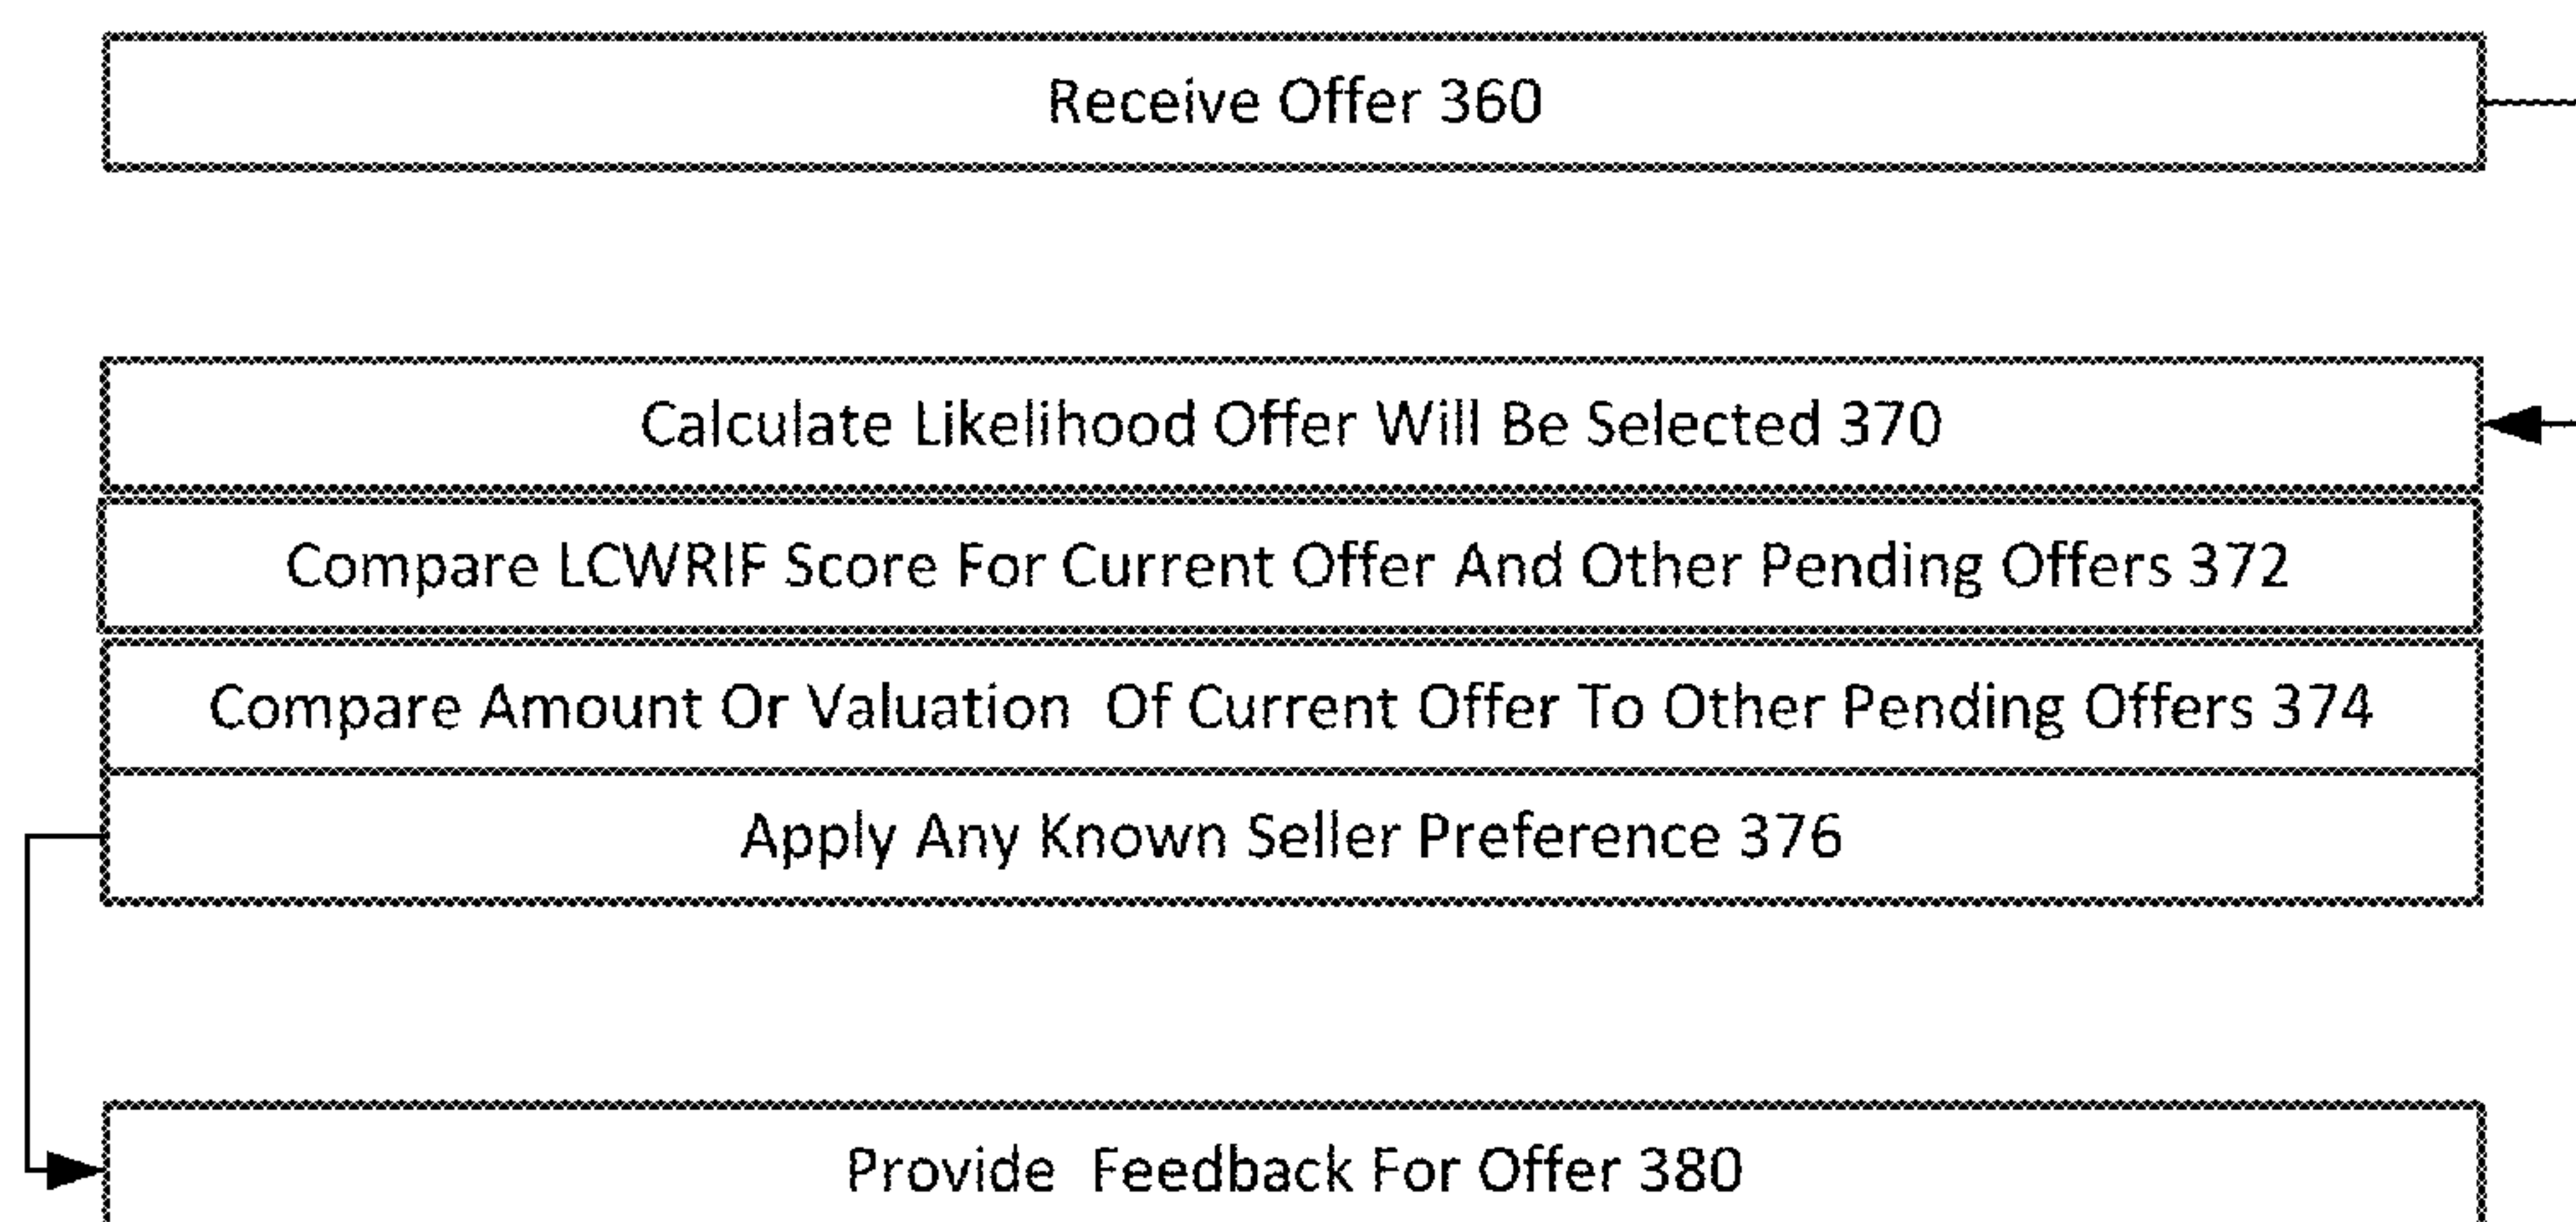 Receive Offer 360
Calculate Likelihood Offer Will Be Selected 370
Compare LCWRIF Score For Current Offer And Other Pending Offers 372
Compare Amount Or Valuation  Of Current Offer To Other Pending Offers 374
Apply Any Known Seller Preference 376
Provide  Feedback For Offer 380